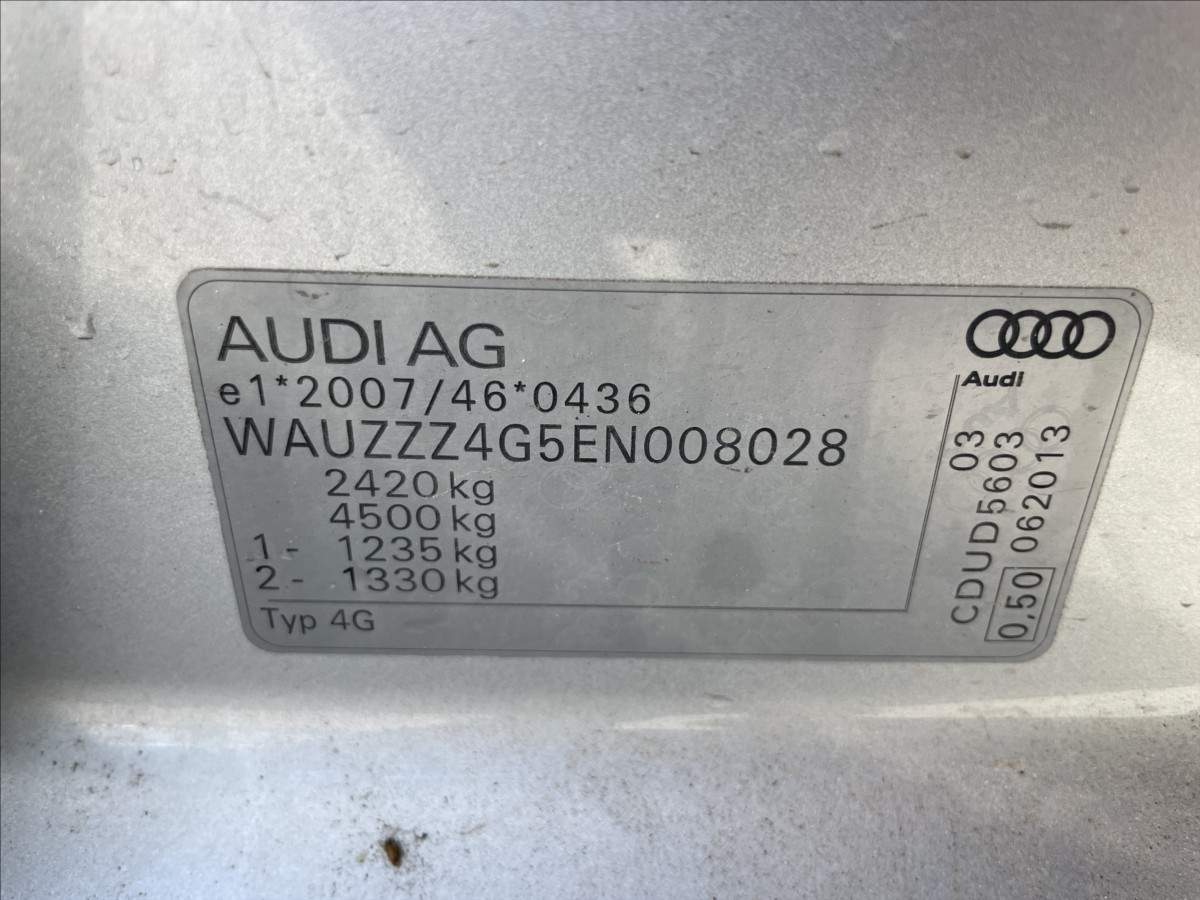 AUDI AG
e1*2007/46*0436
WAUZZZ4G5EN008028
2420 kg
4500 kg
1 - 1235 kg
2 - 1330 kg
Typ 4G
Audi
CDUD5603 03
0,50 062013